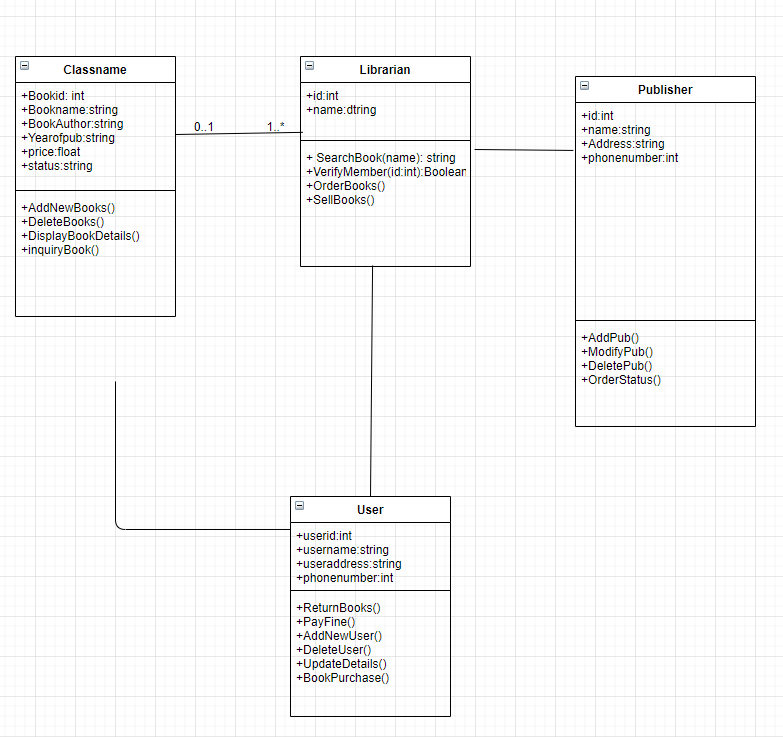 Classname
+Bookid: int
+Bookname:string
+BookAuthor:string
+Yearofpub:string
+price:float
+status:string
+AddNewBooks()
+DeleteBooks()
+DisplayBookDetails()
+inquiryBook()
0..1
1..*
Librarian
+id:int
+name:dtring
+ SearchBook(name): string
+VerifyMember(id:int):Boolean
+OrderBooks()
+SellBooks()
Publisher
+id:int
+name:string
+Address:string
+phonenumber:int
+AddPub()
+ModifyPub()
+DeletePub()
+OrderStatus()
User
+userid:int
+username:string
+useraddress:string
+phonenumber:int
+ReturnBooks()
+PayFine()
+AddNewUser()
+DeleteUser()
+UpdateDetails()
+BookPurchase()